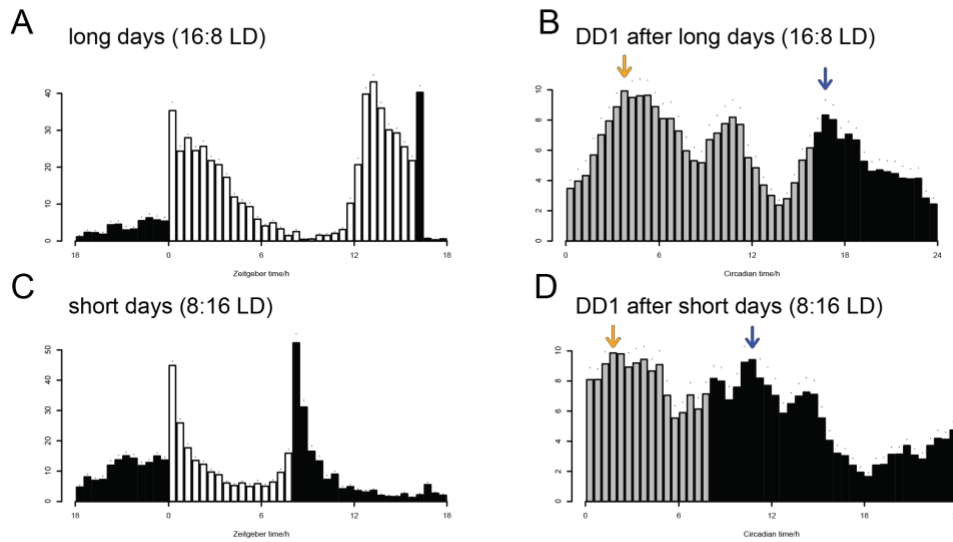 A
long days (16:8 LD)
40
30
20
10
0
18 0 6 12 18
Zeitgeber time/h
B
DD1 after long days (16:8 LD)
10
8
6
4
2
0
0 6 12 18 24
Circadian time/h
C
short days (8:16 LD)
50
40
30
20
10
0
18 0 6 12 18
Zeitgeber time/h
D
DD1 after short days (8:16 LD)
10
8
6
4
2
0
0 6 12 18
Circadian time/h